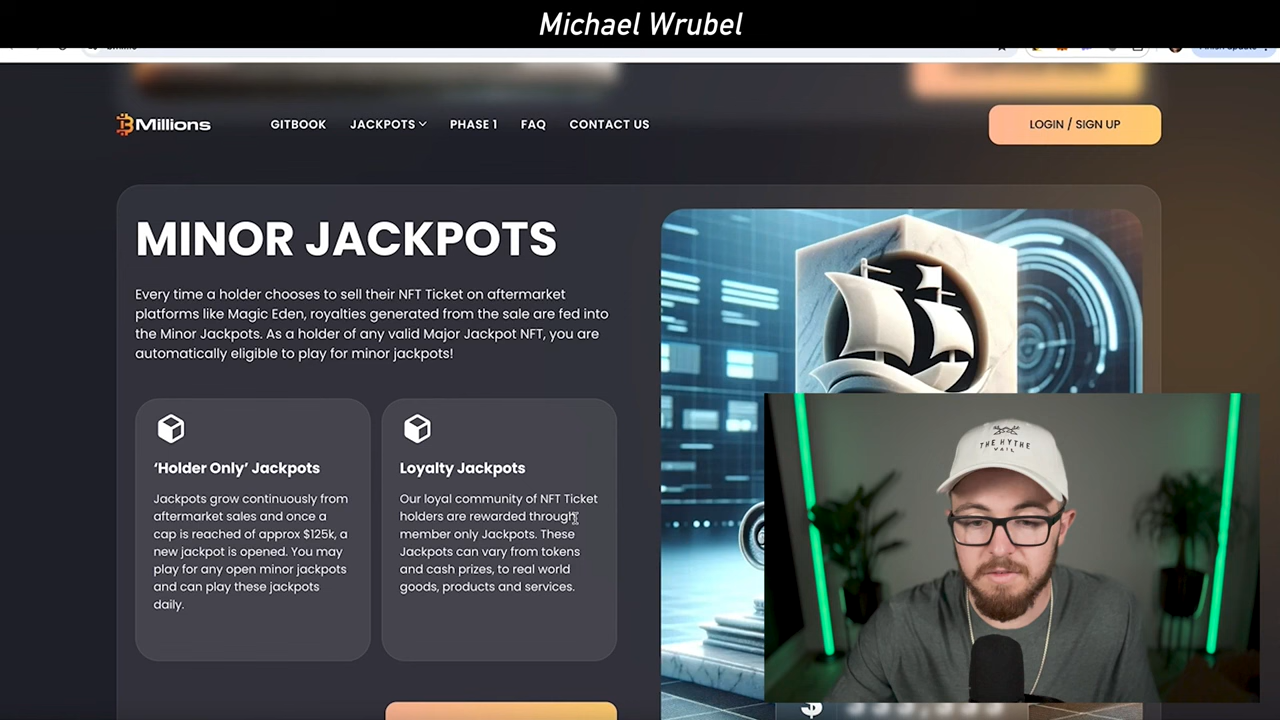 Michael Wrubel
Millions
GITBOOK JACKPOTS PHASE 1 FAQ CONTACT US LOGIN / SIGN UP
MINOR JACKPOTS
Every time a holder chooses to sell their NFT Ticket on aftermarket
platforms like Magic Eden, royalties generated from the sale are fed into
the Minor Jackpots. As a holder of any valid Major Jackpot NFT, you are
automatically eligible to play for minor jackpots!
‘Holder Only’ Jackpots
Jackpots grow continuously from
aftermarket sales and once a
cap is reached of approx $125k, a
new jackpot is opened. You may
play for any open minor jackpots
and can play these jackpots
daily.
Loyalty Jackpots
Our loyal community of NFT Ticket
holders are rewarded through
member only Jackpots. These
Jackpots can vary from tokens
and cash prizes, to real world
goods, products and services.
THE HYTHE
VAIL
$